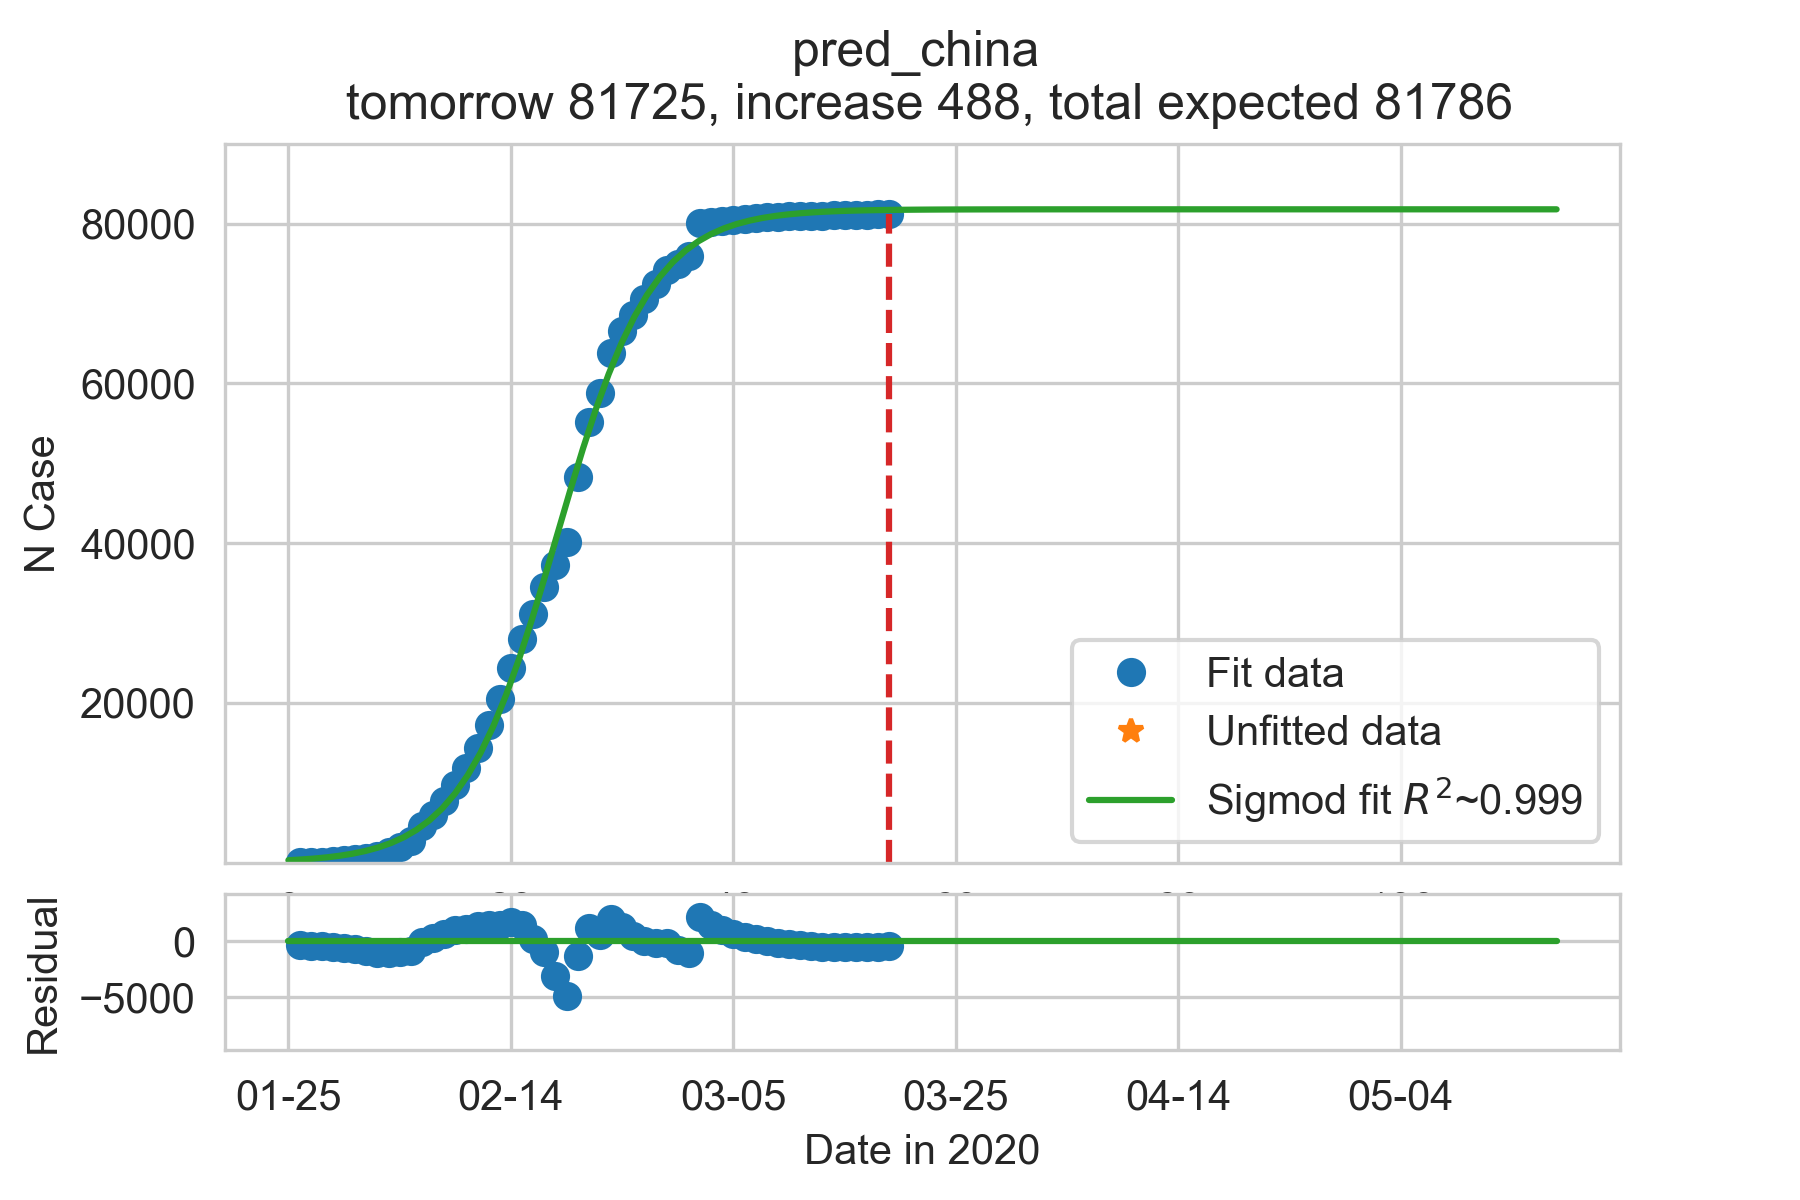 pred_china
tomorrow 81725, increase 488, total expected 81786
80000
60000
40000
20000
N Case
Fit data
Unfitted data
Sigmod fit R²~0.999
0
−5000
Residual
01-25 02-14 03-05 03-25 04-14 05-04
Date in 2020